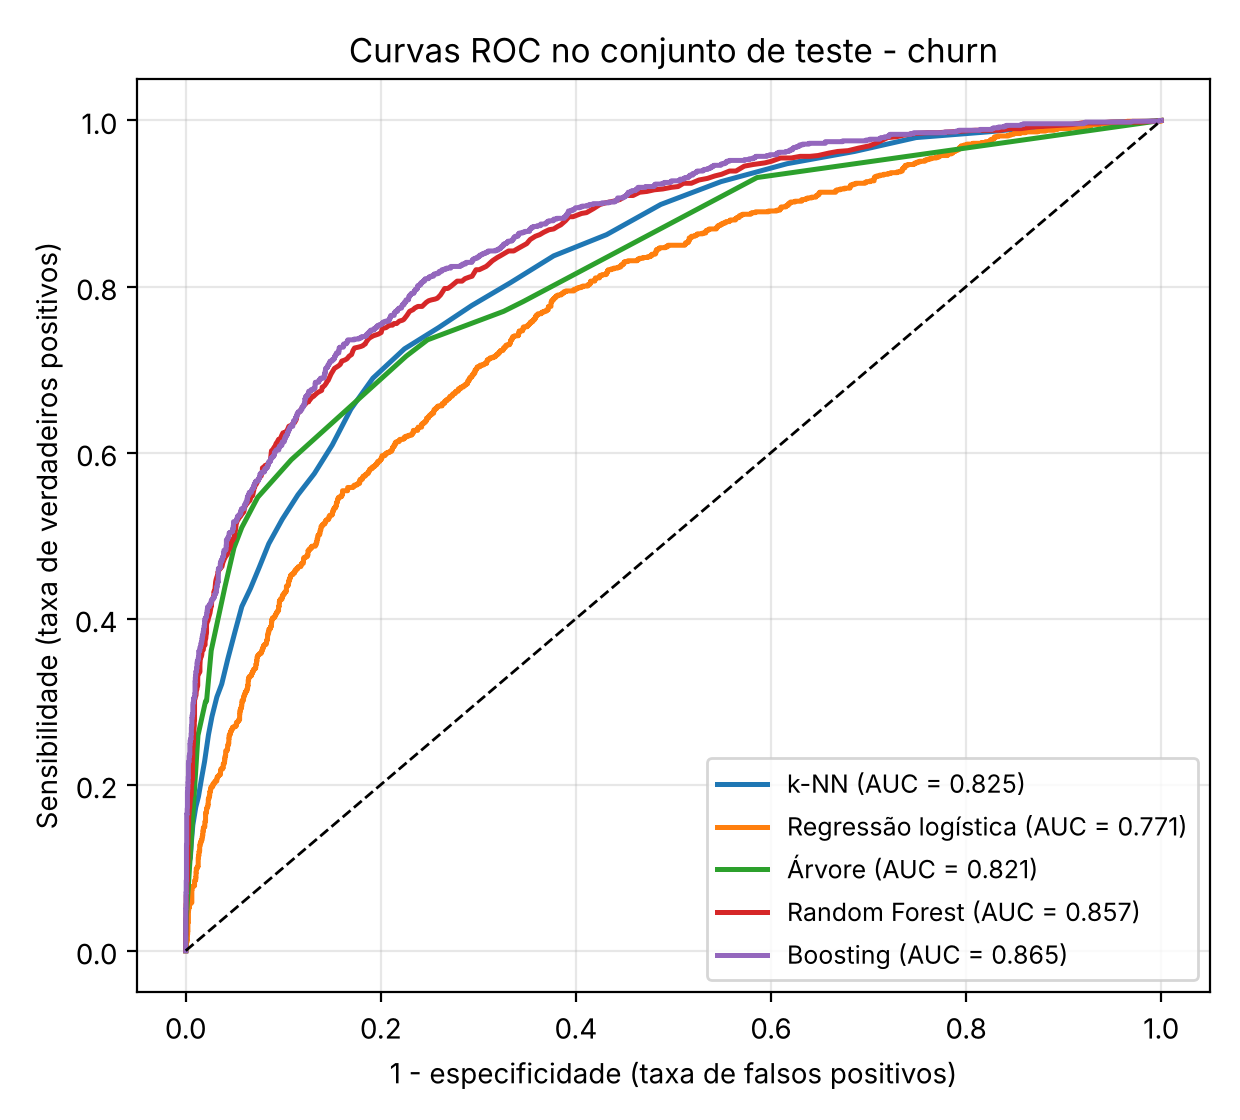 Curvas ROC no conjunto de teste - churn
Sensibilidade (taxa de verdadeiros positivos)
1.0
0.8
0.6
0.4
0.2
0.0
k-NN (AUC = 0.825)
Regressão logística (AUC = 0.771)
Árvore (AUC = 0.821)
Random Forest (AUC = 0.857)
Boosting (AUC = 0.865)
0.0 0.2 0.4 0.6 0.8 1.0
1 - especificidade (taxa de falsos positivos)